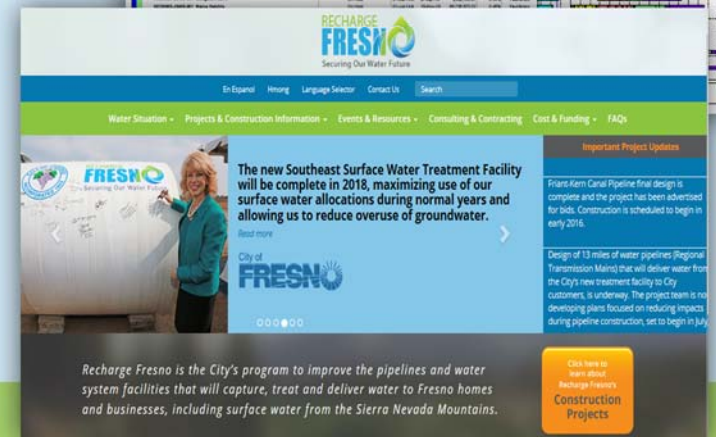 RECHARGE
FRESNO
Securing Our Water Future
En Espanol Hmong Language Selector Contact Us Search
Water Situation Projects & Construction Information Events & Resources Consulting & Contracting Cost & Funding FAQs
FRESNO
Securing Our Water Future
The new Southeast Surface Water Treatment Facility
will be complete in 2018, maximizing use of our
surface water allocations during normal years and
allowing us to reduce overuse of groundwater.
Read more
City of
FRESNO
Important Project Updates
Friant-Kern Canal Pipeline final design is
complete and the project has been advertised
for bids. Construction is scheduled to begin in
early 2016.
Design of 13 miles of water pipelines (Regional
Transmission Mains) that will deliver water from
the City's new treatment facility to City
customers, is underway. The project team is no
developing plans focused on reducing impacts
during pipeline construction, set to begin in July,
Recharge Fresno is the City's program to improve the pipelines and water
system facilities that will capture, treat and deliver water to Fresno homes
and businesses, including surface water from the Sierra Nevada Mountains.
Click here to
learn about
Recharge Fresno's
Construction
Projects